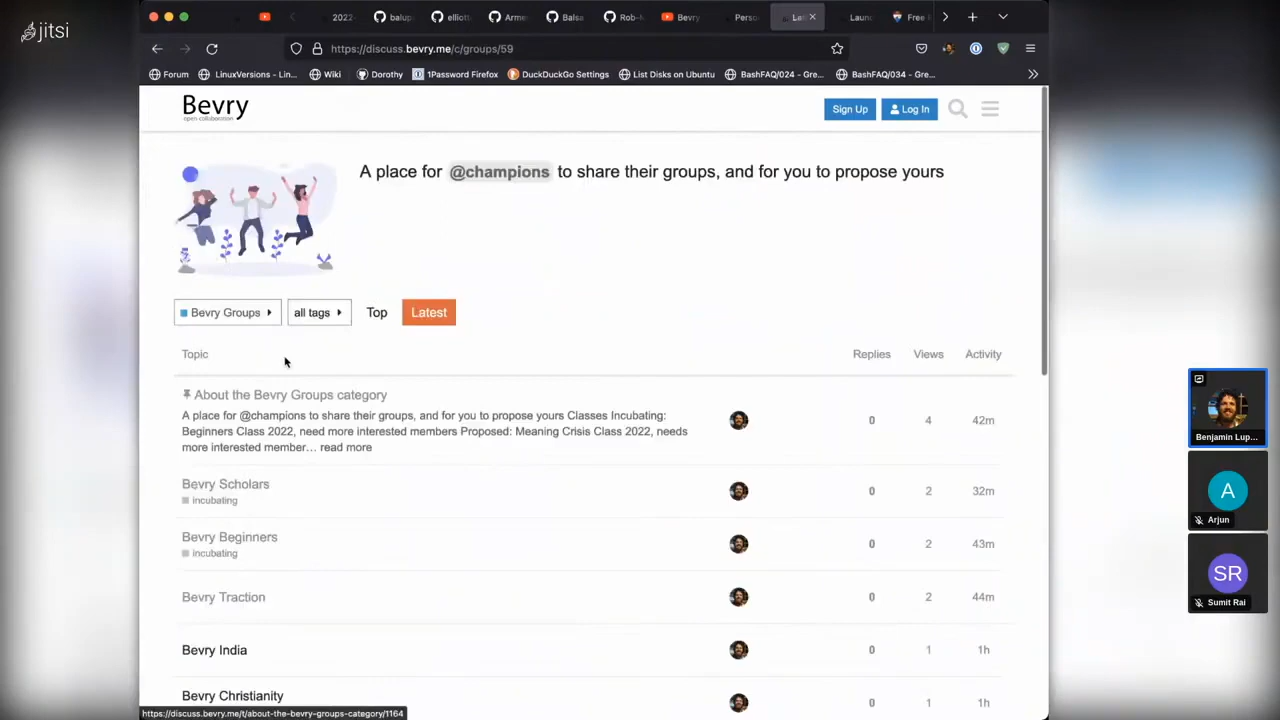 jitsi
2022-
balup
elliott
Arme
Balsa
Rob-
Bevry
Perso
Lat
Laun
Free
https://discuss.bevry.me/c/groups/59
Forum
LinuxVersions - Lin...
Wiki
Dorothy
1Password Firefox
DuckDuckGo Settings
List Disks on Ubuntu
BashFAQ/024 - Gre...
BashFAQ/034 - Gre...
Bevry
open collaboration
Sign Up
Log In
A place for @champions to share their groups, and for you to propose yours
Bevry Groups
all tags
Top
Latest
Topic
Replies
Views
Activity
About the Bevry Groups category
A place for @champions to share their groups, and for you to propose yours Classes Incubating:
Beginners Class 2022, need more interested members Proposed: Meaning Crisis Class 2022, needs
more interested member... read more
0
4
42m
Bevry Scholars
incubating
0
2
32m
Bevry Beginners
incubating
0
2
43m
Bevry Traction
0
2
44m
Bevry India
0
1
1h
Bevry Christianity
0
1
1h
https://discuss.bevry.me/t/about-the-bevry-groups-category/1164
Benjamin Lup...
A
Arjun
SR
Sumit Rai